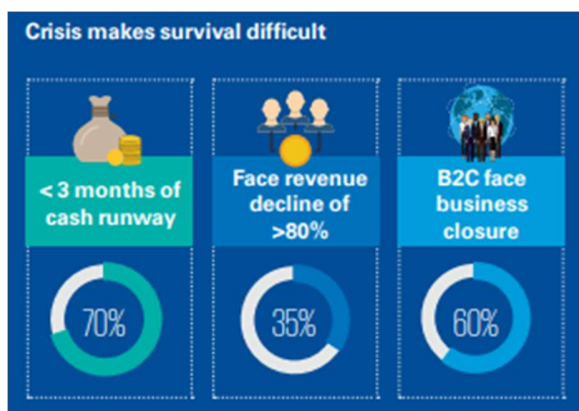 Crisis makes survival difficult
< 3 months of
cash runway
70%
Face revenue
decline of
>80%
35%
B2C face
business
closure
60%